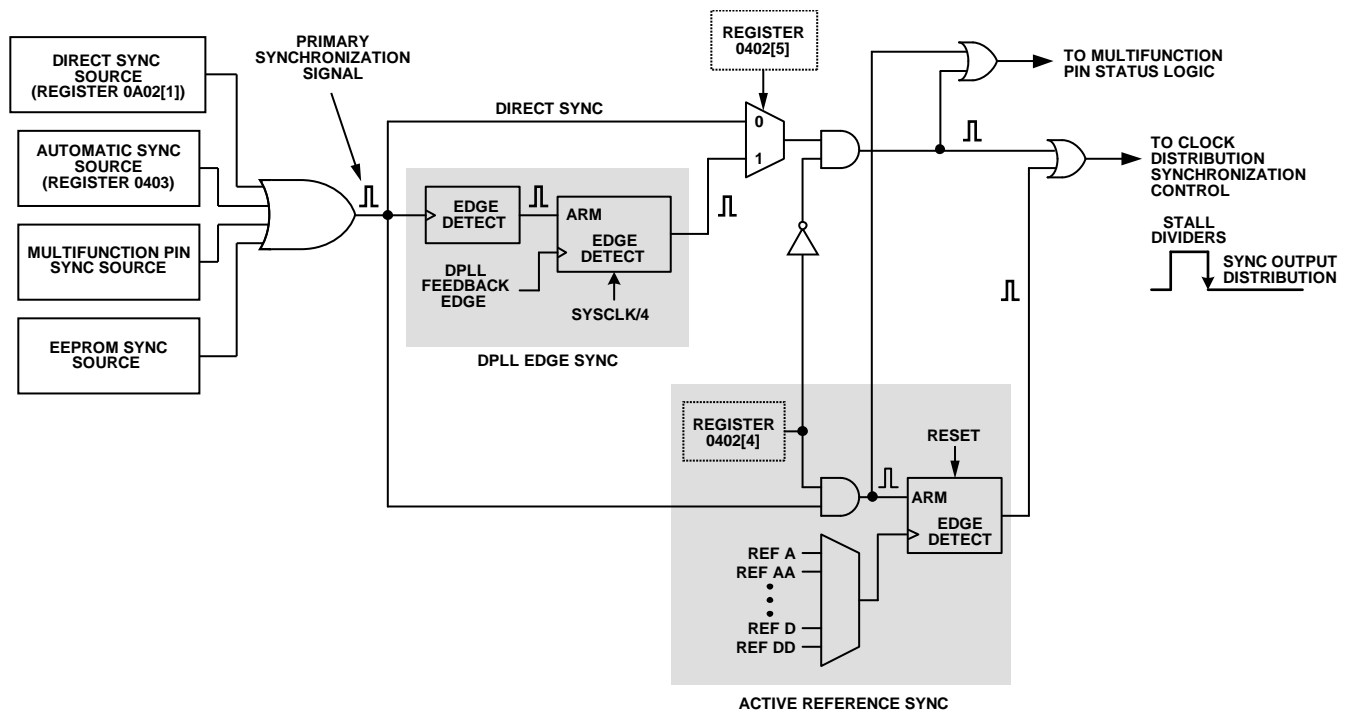 DIRECT SYNC
SOURCE
(REGISTER 0A02[1])
AUTOMATIC SYNC
SOURCE
(REGISTER 0403)
MULTIFUNCTION PIN
SYNC SOURCE
EEPROM SYNC
SOURCE
PRIMARY
SYNCHRONIZATION
SIGNAL
DIRECT SYNC
EDGE
DETECT
ARM
EDGE
DETECT
DPLL
FEEDBACK
EDGE
SYSCLK/4
DPLL EDGE SYNC
REGISTER
0402[5]
0
1
TO MULTIFUNCTION
PIN STATUS LOGIC
TO CLOCK
DISTRIBUTION
SYNCHRONIZATION
CONTROL
STALL
DIVIDERS
SYNC OUTPUT
DISTRIBUTION
REGISTER
0402[4]
RESET
ARM
EDGE
DETECT
REF A
REF AA
REF D
REF DD
ACTIVE REFERENCE SYNC